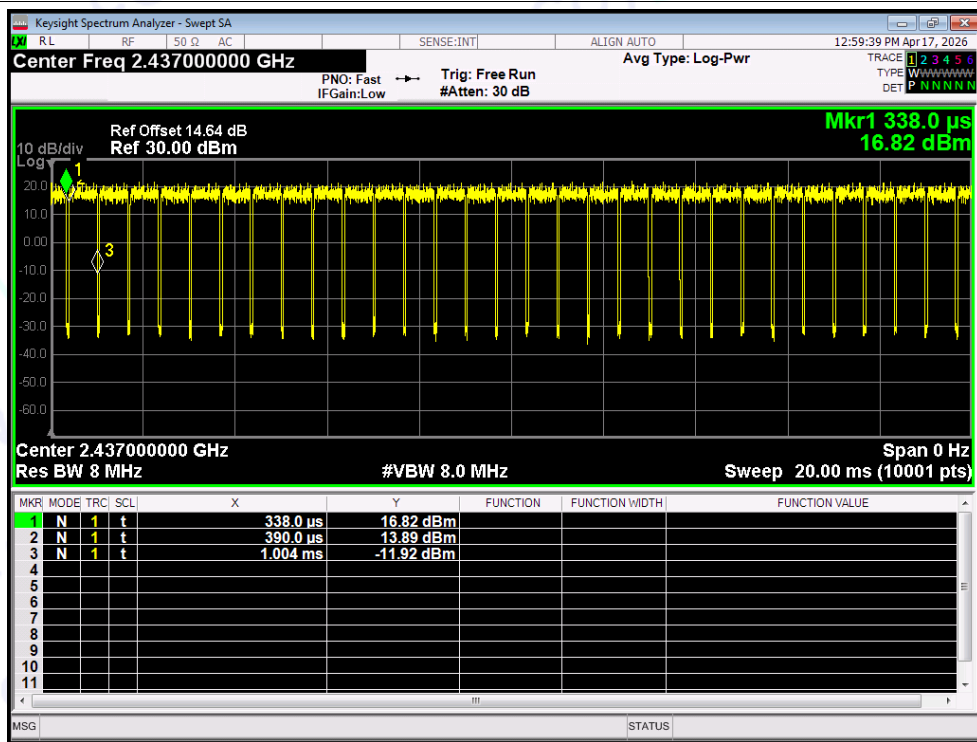 Keysight Spectrum Analyzer - Swept SA
LXI RL RF 50 Ω AC SENSE:INT ALIGN AUTO 12:59:39 PM Apr 17, 2026
Center Freq 2.437000000 GHz
Avg Type: Log-Pwr
TRACE 1 2 3 4 5 6
PNO: Fast
Trig: Free Run
TYPE WWWWWW
IFGain:Low
#Atten: 30 dB
DET P N N N N N
Mkr1 338.0 µs
16.82 dBm
Ref Offset 14.64 dB
10 dB/div Ref 30.00 dBm
Log
1
2
20.0
10.0
0.00
3
-10.0
-20.0
-30.0
-40.0
-50.0
-60.0
Center 2.437000000 GHz Span 0 Hz
Res BW 8 MHz #VBW 8.0 MHz Sweep 20.00 ms (10001 pts)
MKR MODE TRC SCL X Y FUNCTION FUNCTION WIDTH FUNCTION VALUE
1 N 1 t 338.0 µs 16.82 dBm
2 N 1 t 390.0 µs 13.89 dBm
3 N 1 t 1.004 ms -11.92 dBm
4
5
6
7
8
9
10
11
MSG STATUS